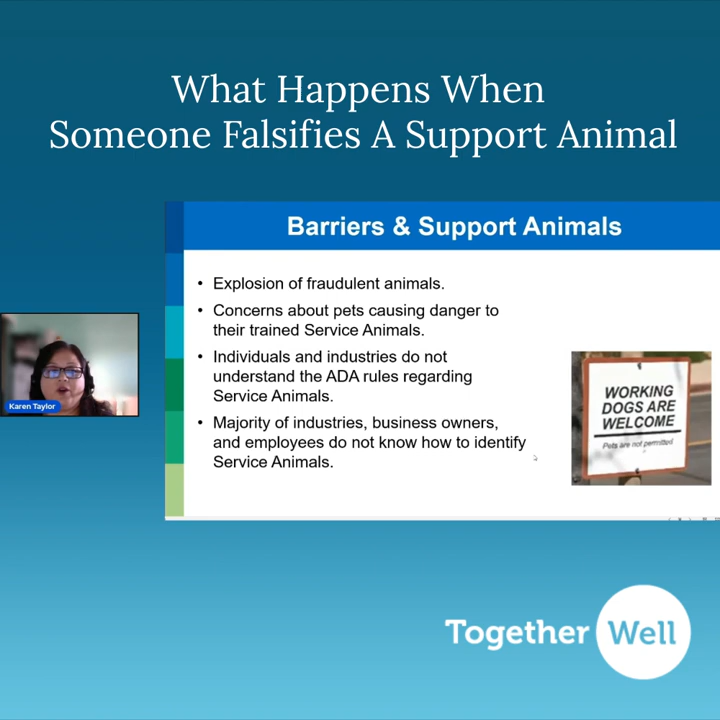 What Happens When
Someone Falsifies A Support Animal
Barriers & Support Animals
• Explosion of fraudulent animals.
• Concerns about pets causing danger to
their trained Service Animals.
• Individuals and industries do not
understand the ADA rules regarding
Service Animals.
• Majority of industries, business owners,
and employees do not know how to identify
Service Animals.
WORKING
DOGS ARE
WELCOME
Pets are not permitted
Karen Taylor
Together Well